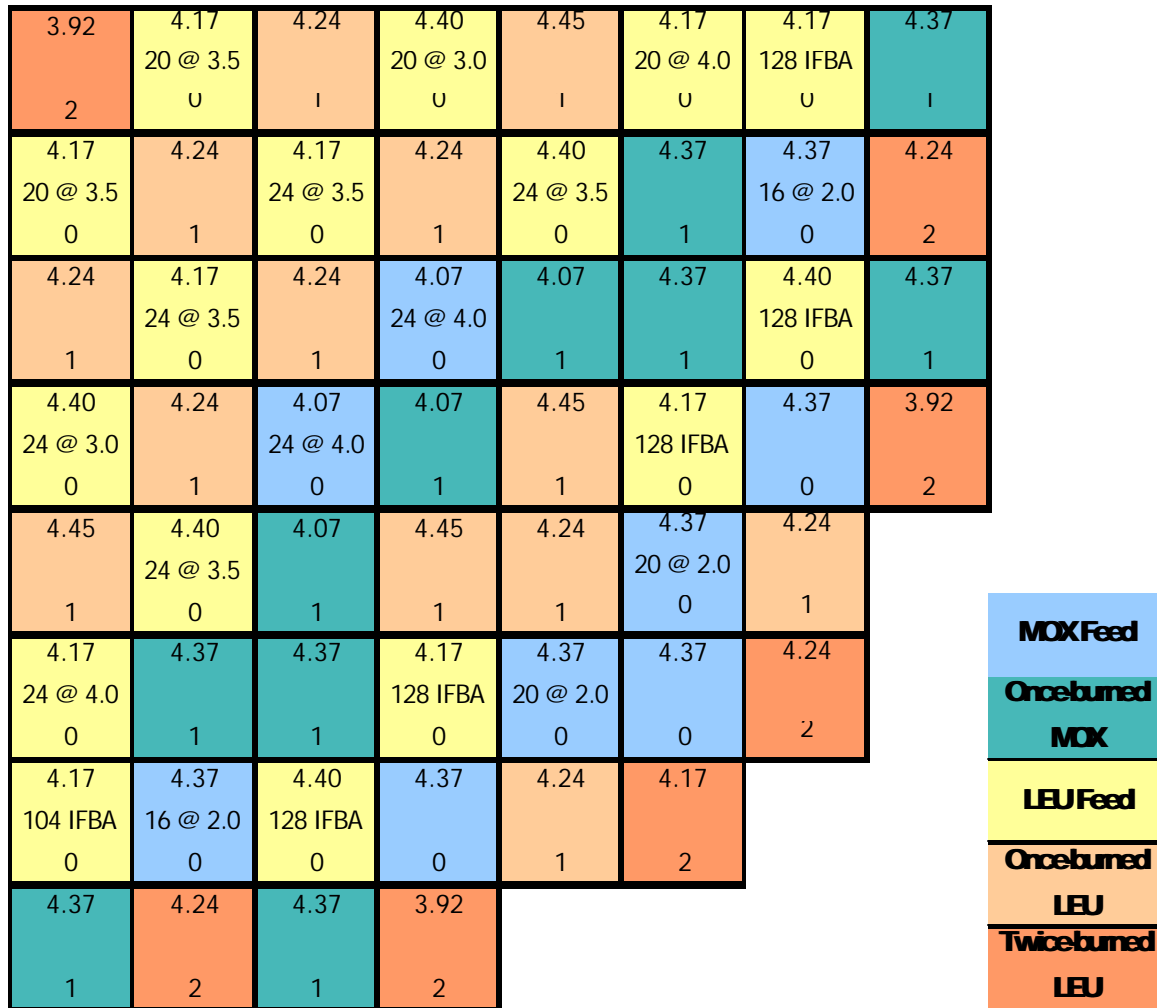 3.92 4.17 4.24 4.40 4.45 4.17 4.17 4.37
20 @ 3.5 20 @ 3.0 20 @ 4.0 128 IFBA
2 0 1 0 1 0 0 1
4.17 4.24 4.17 4.24 4.40 4.37 4.37 4.24
20 @ 3.5 24 @ 3.5 24 @ 3.5 16 @ 2.0
0 1 0 1 0 1 0 2
4.24 4.17 4.24 4.07 4.07 4.37 4.40 4.37
24 @ 3.5 24 @ 4.0 128 IFBA
1 0 1 0 1 1 0 1
4.40 4.24 4.07 4.07 4.45 4.17 4.37 3.92
24 @ 3.0 24 @ 4.0 128 IFBA
0 1 0 1 1 0 0 2
4.45 4.40 4.07 4.45 4.24 4.37 4.24
24 @ 3.5 20 @ 2.0
1 0 1 1 1 0 1
4.17 4.37 4.37 4.17 4.37 4.37 4.24
24 @ 4.0 128 IFBA 20 @ 2.0
0 1 1 0 0 0 2
4.17 4.37 4.40 4.37 4.24 4.17
104 IFBA 16 @ 2.0 128 IFBA
0 0 0 0 1 2
4.37 4.24 4.37 3.92
1 2 1 2
MOX Feed
Once-burned
MOX
LEU Feed
Once-burned
LEU
Twice-burned
LEU